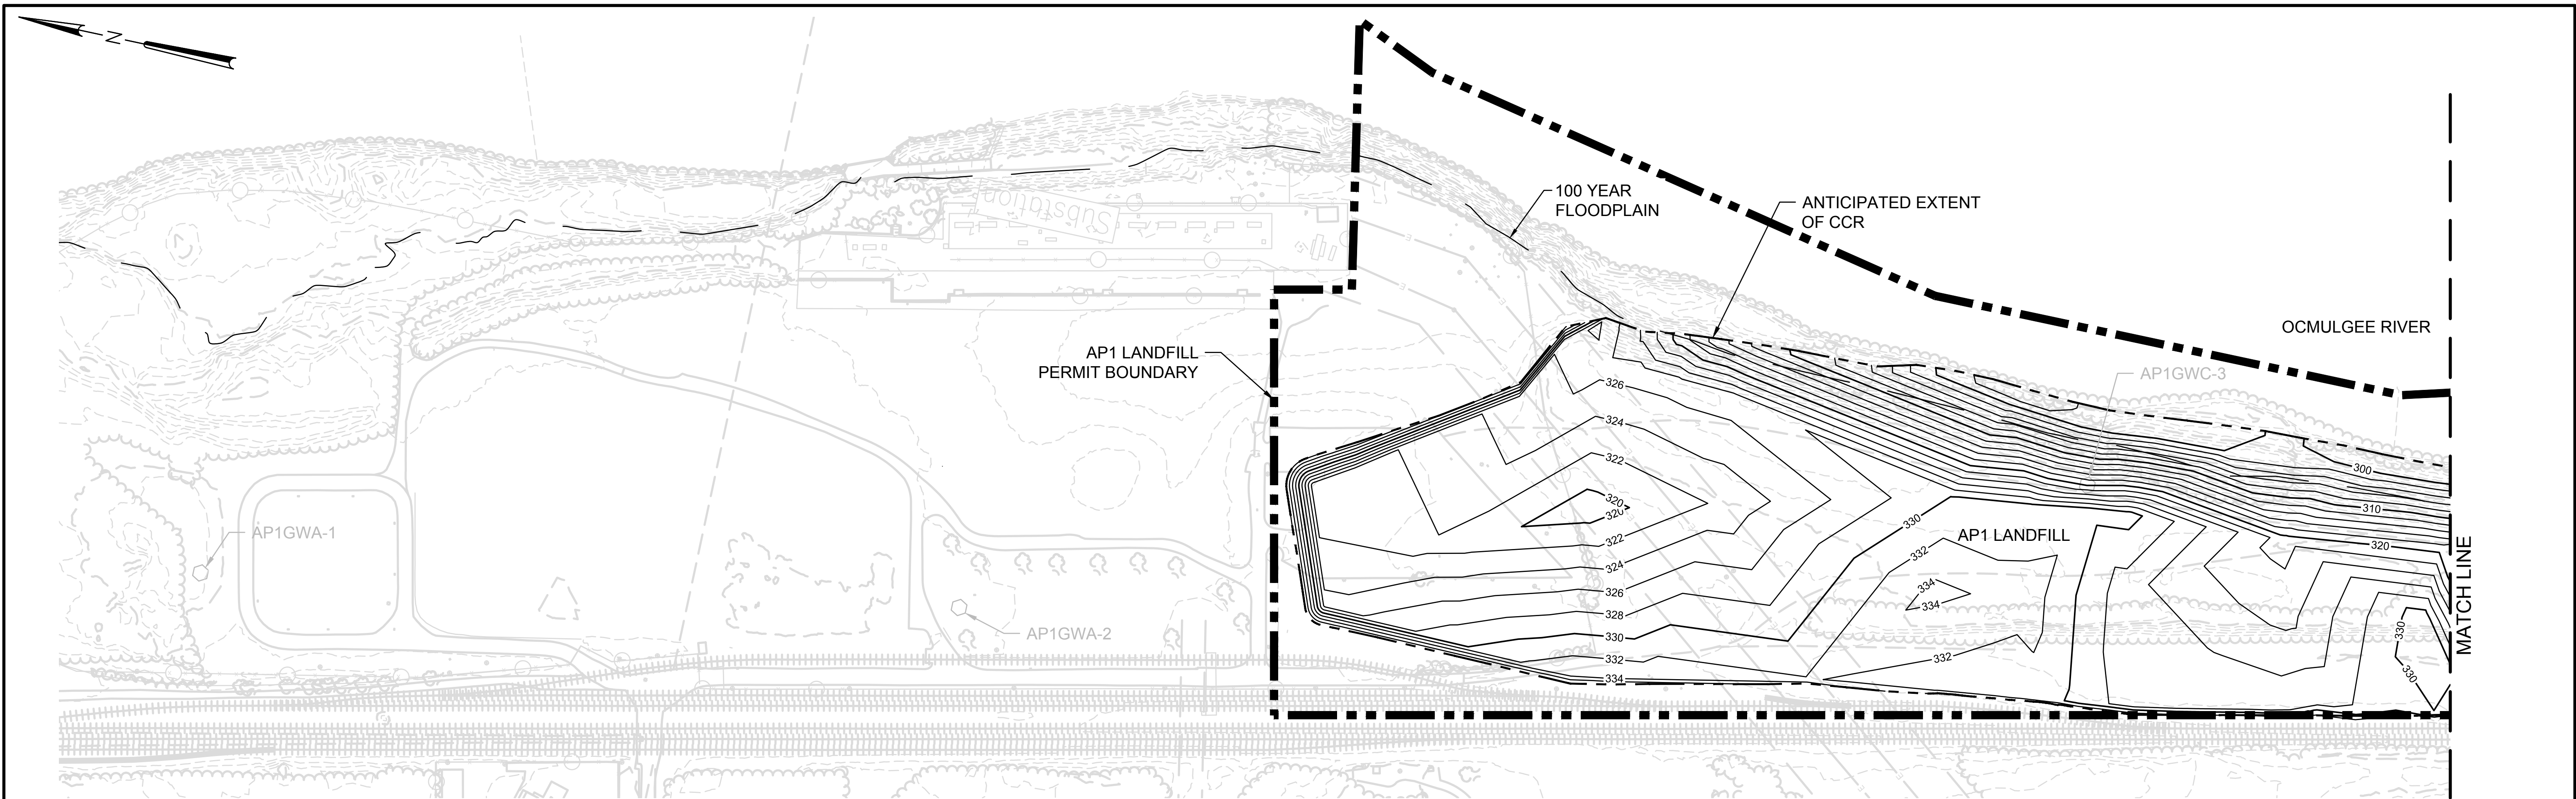 N
Substation
100 YEAR
FLOODPLAIN
ANTICIPATED EXTENT
OF CCR
OCMULGEE RIVER
AP1 LANDFILL
PERMIT BOUNDARY
AP1GWC-3
326
324
322
320
320
322
324
326
328
330
332
334
330
332
334
334
332
AP1 LANDFILL
300
310
320
330
330
MATCH LINE
AP1GWA-1
AP1GWA-2